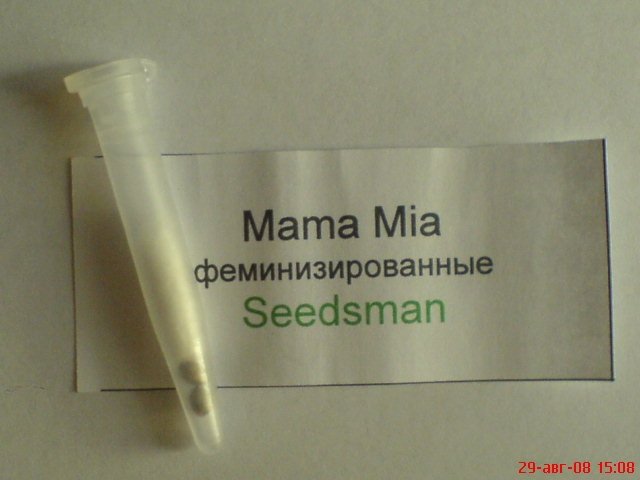 Mama Mia
феминизированные
Seedsman
29-авг-08 15:08